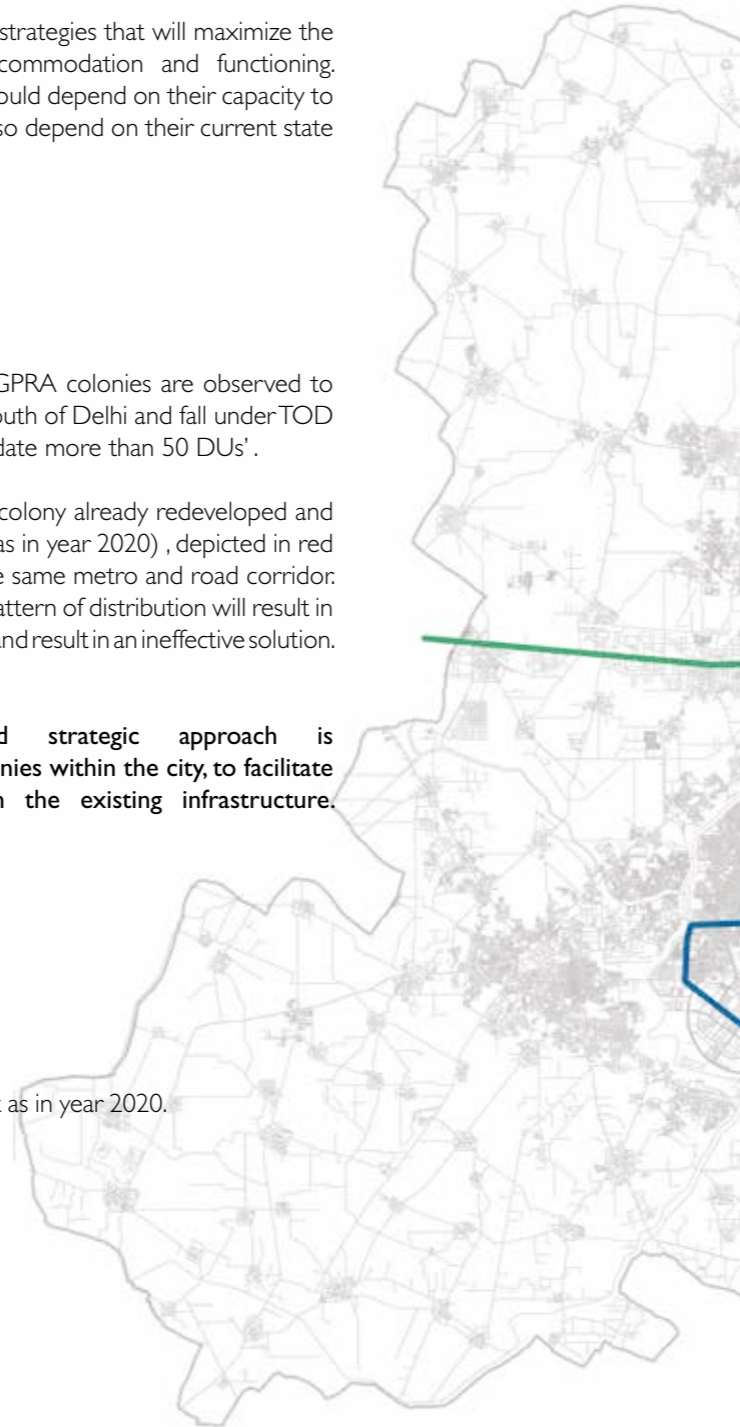 strategies that will maximize the
commodation and functioning.
ould depend on their capacity to
so depend on their current state
GPRA colonies are observed to
outh of Delhi and fall under TOD
date more than 50 DUs' .
colony already redeveloped and
as in year 2020) , depicted in red
e same metro and road corridor.
attern of distribution will result in
and result in an ineffective solution.
d strategic approach is
nies within the city, to facilitate
n the existing infrastructure.
as in year 2020.